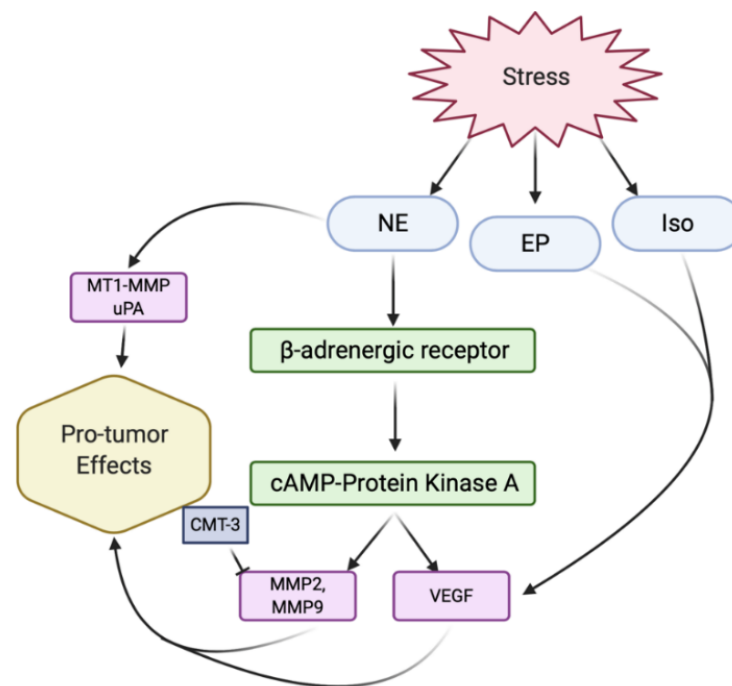 Stress
NE
EP
Iso
MT1-MMP
uPA
β-adrenergic receptor
Pro-tumor
Effects
cAMP-Protein Kinase A
CMT-3
MMP2,
MMP9
VEGF